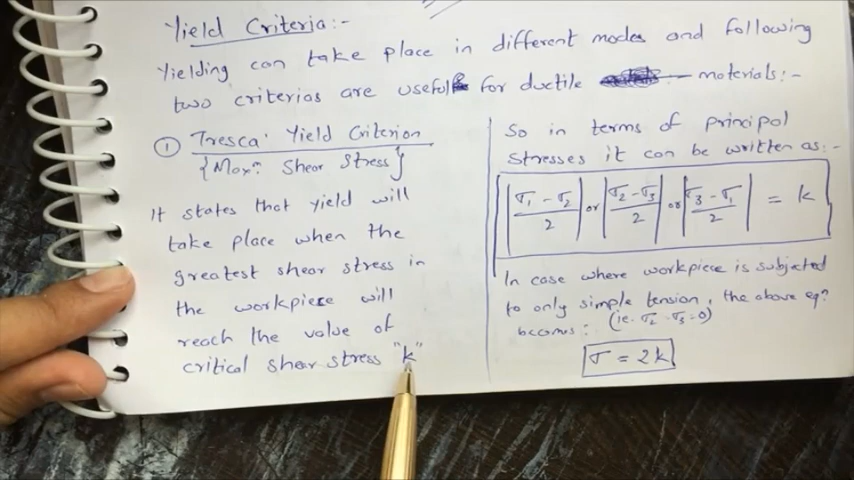 Yield Criteria:-
Yielding can take place in different modes and following
two criterias are useful for ductile materials:-
① Tresca' Yield Criterion
{Max^n. Shear Stress}
It states that yield will
take place when the
greatest shear stress in
the workpiece will
reach the value of
critical shear stress "k"
So in terms of principal
stresses it can be written as:-
|σ₁ - σ₂ / 2| or |σ₂ - σ₃ / 2| or |σ₃ - σ₁ / 2| = k
In case where workpiece is subjected
to only simple tension, the above eq^n
becomes: (ie. σ₂ = σ₃ = 0)
σ = 2k